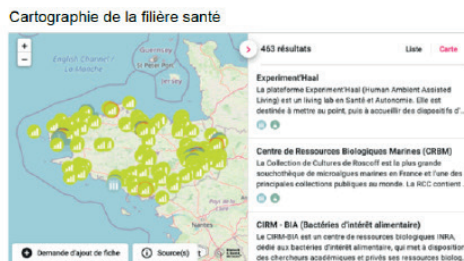 Cartographie de la filière santé
463 résultats
Liste Carte
English Channel /
La Manche
Guernsey
St Peter Port
Jersey
Nantes
Experiment'Haal
La plateforme Experiment'Haal (Human Ambient Assisted
Living) est un living lab en Santé et Autonomie. Elle est
destinée à mettre au point, puis à accueillir des dispositifs d'...
Centre de Ressources Biologiques Marines (CRBM)
La Collection de Cultures de Roscoff est la plus grande
souchothèque de microalgues marines en France et l'une des
principales collections publiques au monde. La RCC contient
CIRM - BIA (Bactéries d'intérêt alimentaire)
Le CIRM-BIA est un centre de ressources biologiques INRA,
dédié aux bactéries d'intérêt alimentaire, qui met à disposition
des chercheurs académiques et privés ses ressources biolog.
Demande d'ajout de fiche
Source(s)